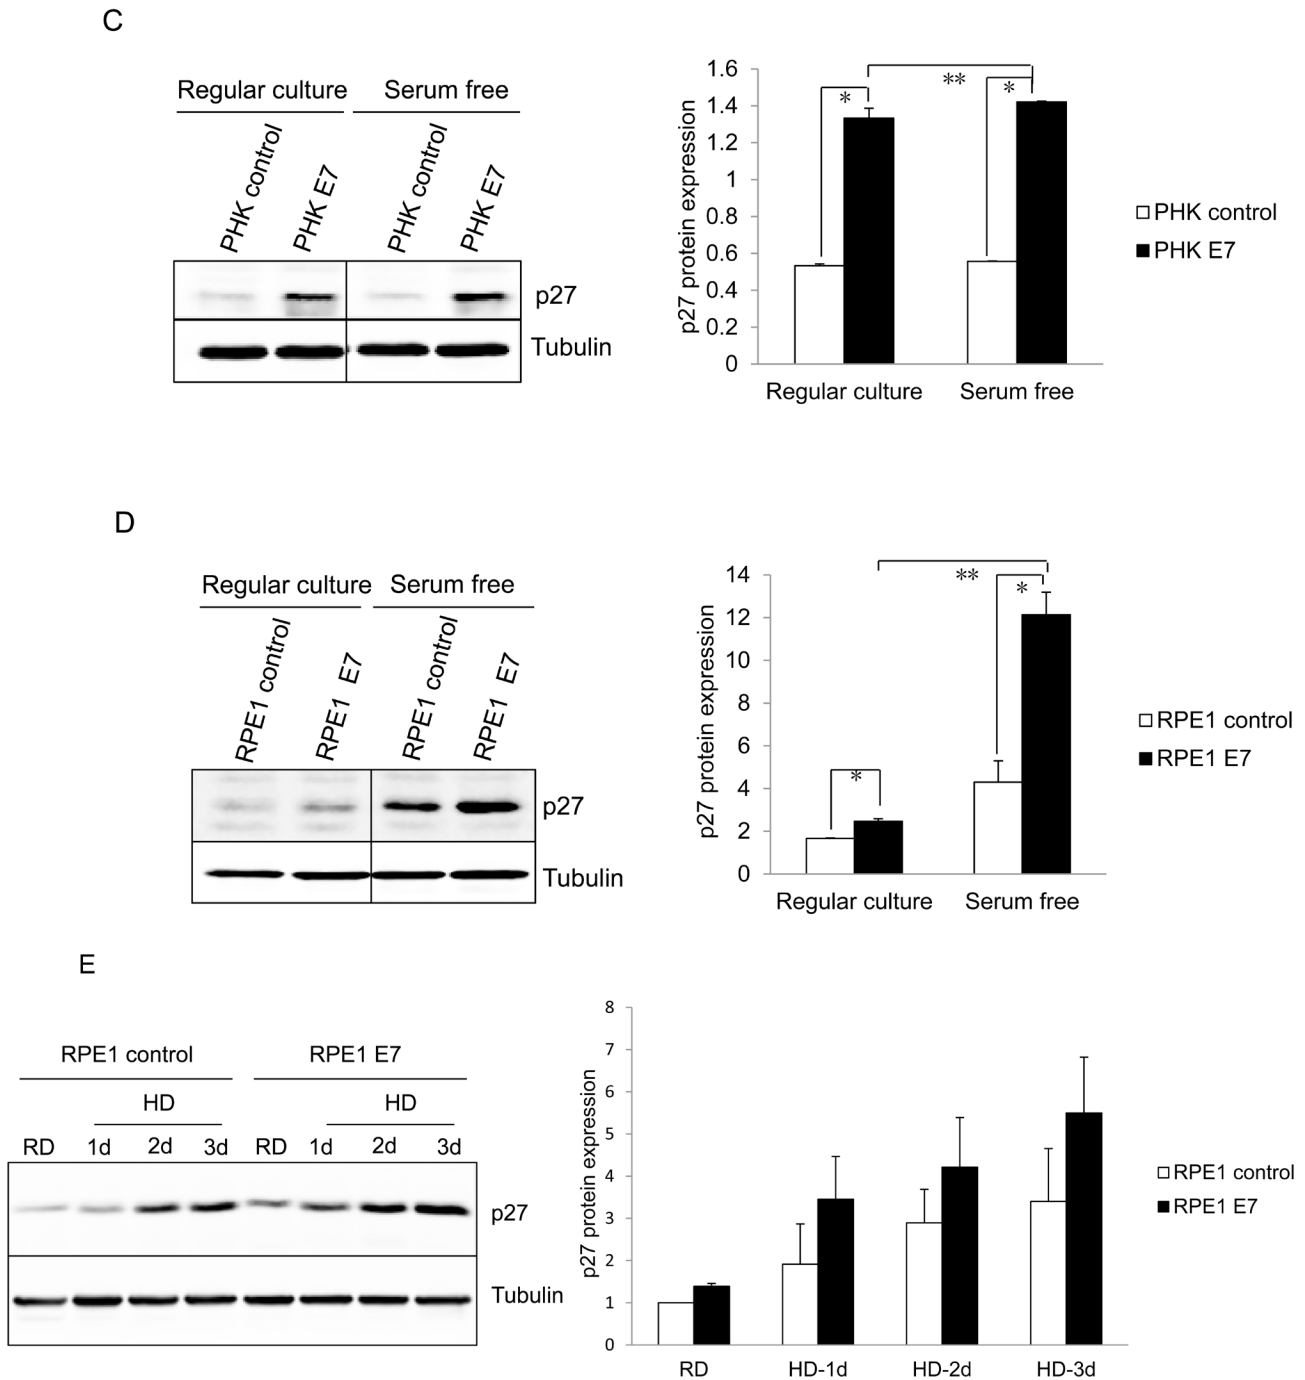 C
Regular culture Serum free
PHK control PHK E7 PHK control PHK E7
p27
Tubulin
p27 protein expression
1.6
1.4
1.2
1
0.8
0.6
0.4
0.2
0
* ** *
Regular culture Serum free
PHK control
PHK E7
D
Regular culture Serum free
RPE1 control RPE1 E7 RPE1 control RPE1 E7
p27
Tubulin
p27 protein expression
14
12
10
8
6
4
2
0
* ** *
Regular culture Serum free
RPE1 control
RPE1 E7
E
RPE1 control RPE1 E7
HD HD
RD 1d 2d 3d RD 1d 2d 3d
p27
Tubulin
p27 protein expression
8
7
6
5
4
3
2
1
0
RD HD-1d HD-2d HD-3d
RPE1 control
RPE1 E7